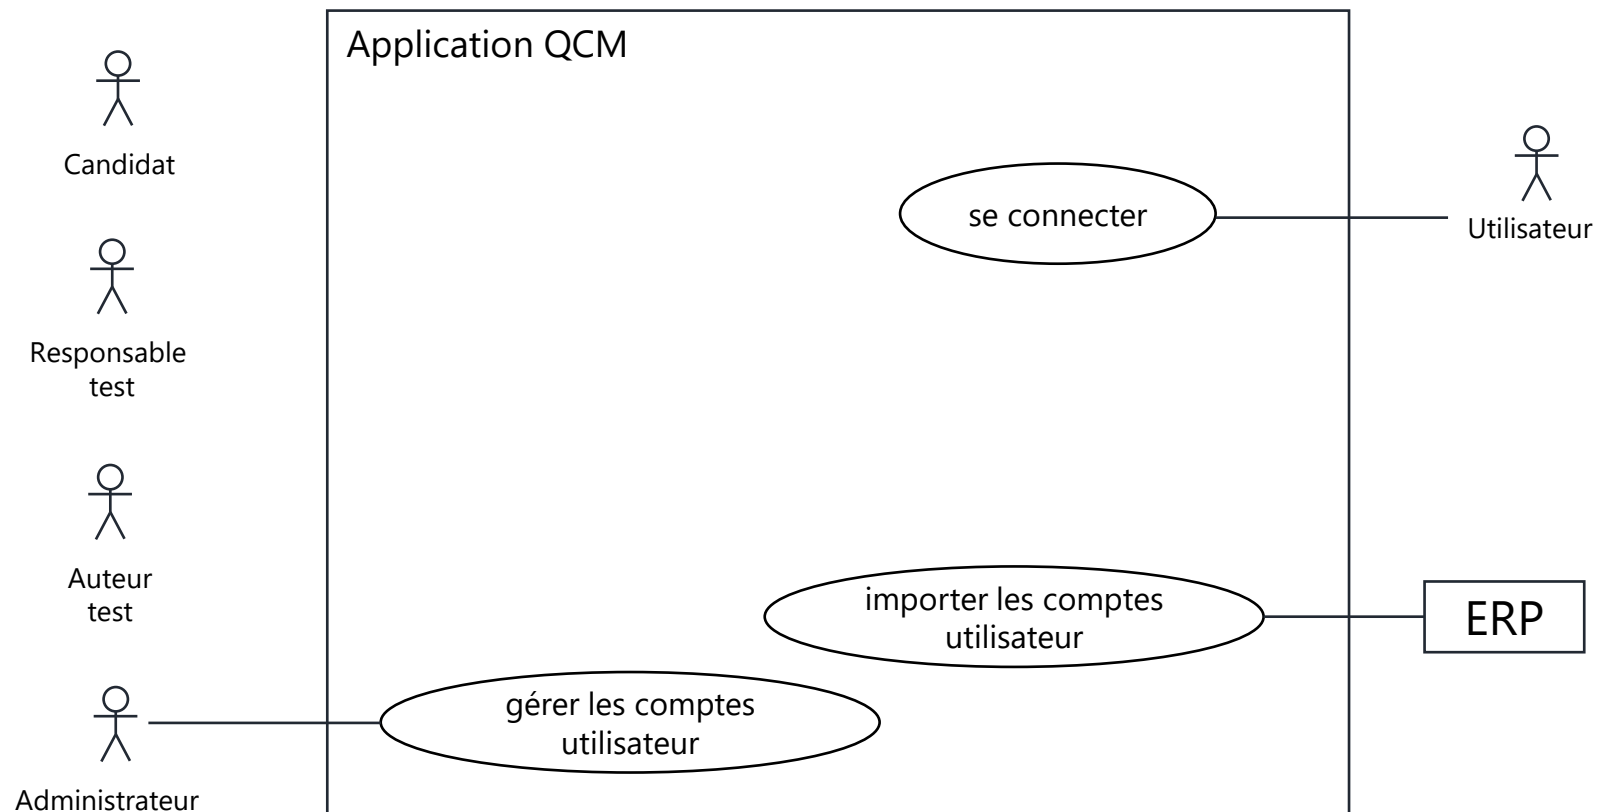 Application QCM
Candidat
se connecter
Utilisateur
Responsable
test
Auteur
test
importer les comptes
utilisateur
ERP
gérer les comptes
utilisateur
Administrateur